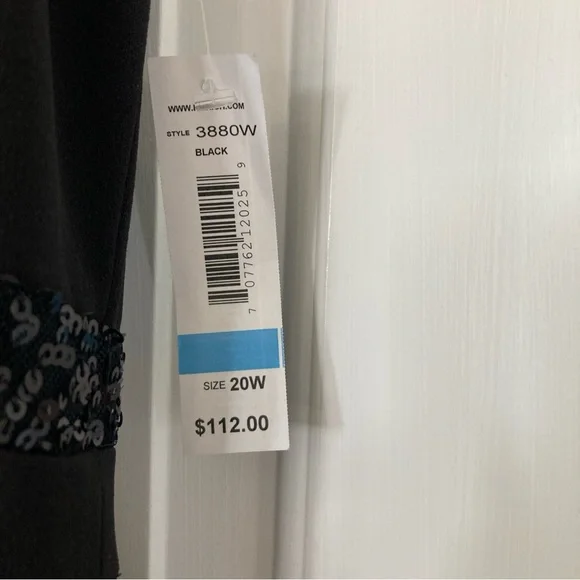 STYLE 3880W
BLACK
7 07762 12025 9
SIZE 20W
$112.00